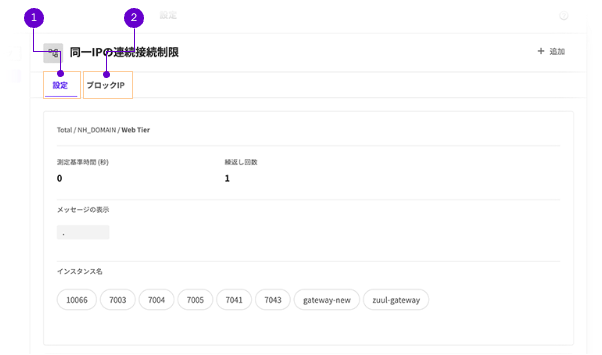 1
2
設定
同一IPの連続接続制限
+ 追加
設定
ブロックIP
Total / NH_DOMAIN / Web Tier
測定基準時間 (秒)
繰返し回数
0
1
メッセージの表示
.
インスタンス名
10066 7003 7004 7005 7041 7043 gateway-new zuul-gateway